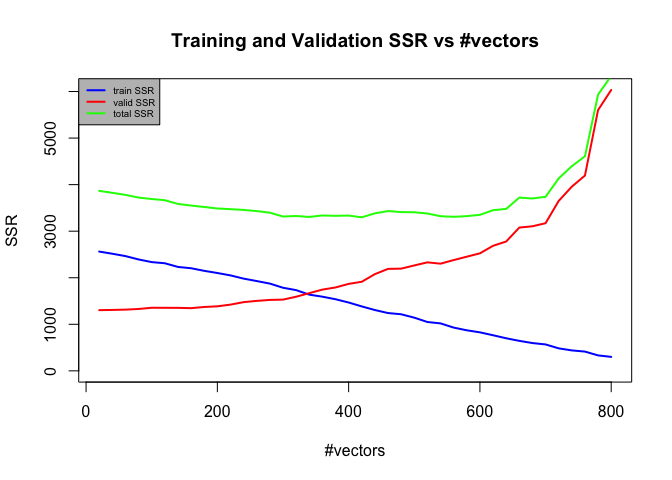 Training and Validation SSR vs #vectors
train SSR
valid SSR
total SSR
SSR
5000
3000
1000
0
0 200 400 600 800
#vectors